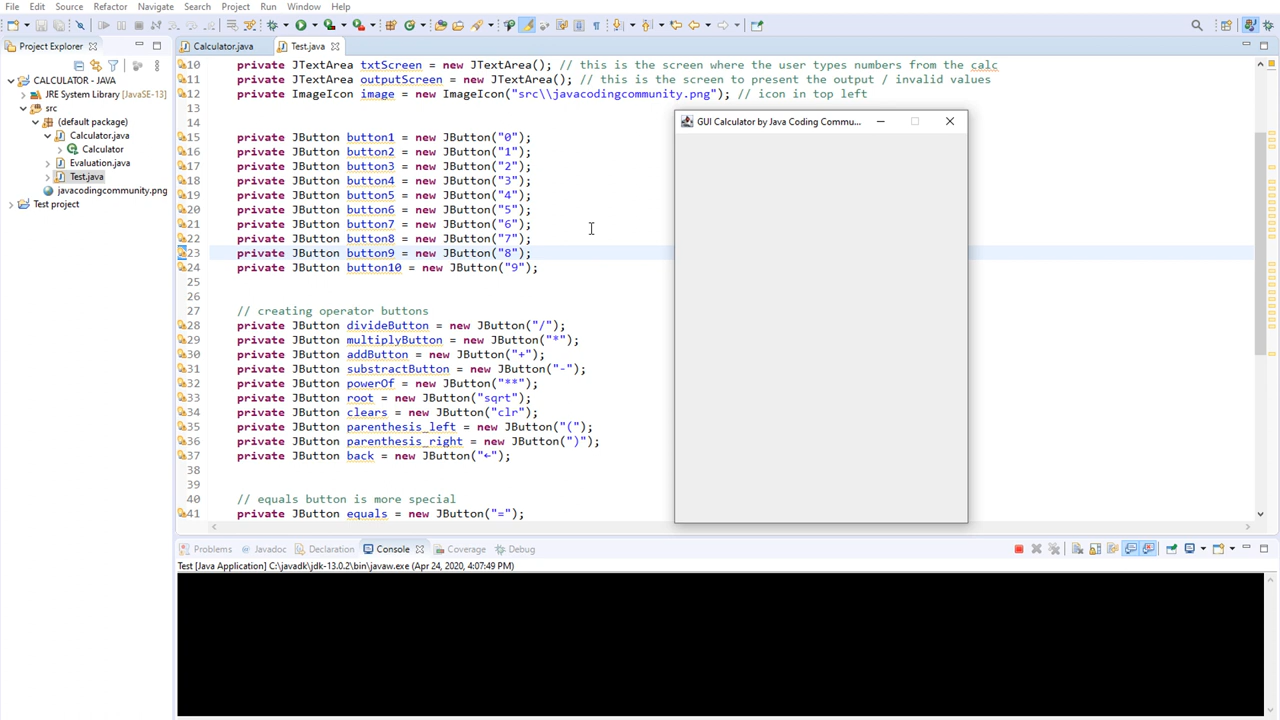 File Edit Source Refactor Navigate Search Project Run Window Help
Project Explorer
Calculator.java
Test.java
CALCULATOR - JAVA
JRE System Library [JavaSE-13]
src
(default package)
Calculator.java
Calculator
Evaluation.java
Test.java
javacodingcommunity.png
Test project
10 private JTextArea txtScreen = new JTextArea(); // this is the screen where the user types numbers from the calc
11 private JTextArea outputScreen = new JTextArea(); // this is the screen to present the output / invalid values
12 private ImageIcon image = new ImageIcon("src\\javacodingcommunity.png"); // icon in top left
13
14
15 private JButton button1 = new JButton("0");
16 private JButton button2 = new JButton("1");
17 private JButton button3 = new JButton("2");
18 private JButton button4 = new JButton("3");
19 private JButton button5 = new JButton("4");
20 private JButton button6 = new JButton("5");
21 private JButton button7 = new JButton("6");
22 private JButton button8 = new JButton("7");
23 private JButton button9 = new JButton("8");
24 private JButton button10 = new JButton("9");
25
26
27 // creating operator buttons
28 private JButton divideButton = new JButton("/");
29 private JButton multiplyButton = new JButton("*");
30 private JButton addButton = new JButton("+");
31 private JButton substractButton = new JButton("-");
32 private JButton powerOf = new JButton("**");
33 private JButton root = new JButton("sqrt");
34 private JButton clears = new JButton("clr");
35 private JButton parenthesis_left = new JButton("(");
36 private JButton parenthesis_right = new JButton(")");
37 private JButton back = new JButton("←");
38
39
40 // equals button is more special
41 private JButton equals = new JButton("=");
GUI Calculator by Java Coding Commu...
Problems Javadoc Declaration Console Coverage Debug
Test [Java Application] C:\javadk\jdk-13.0.2\bin\javaw.exe (Apr 24, 2020, 4:07:49 PM)